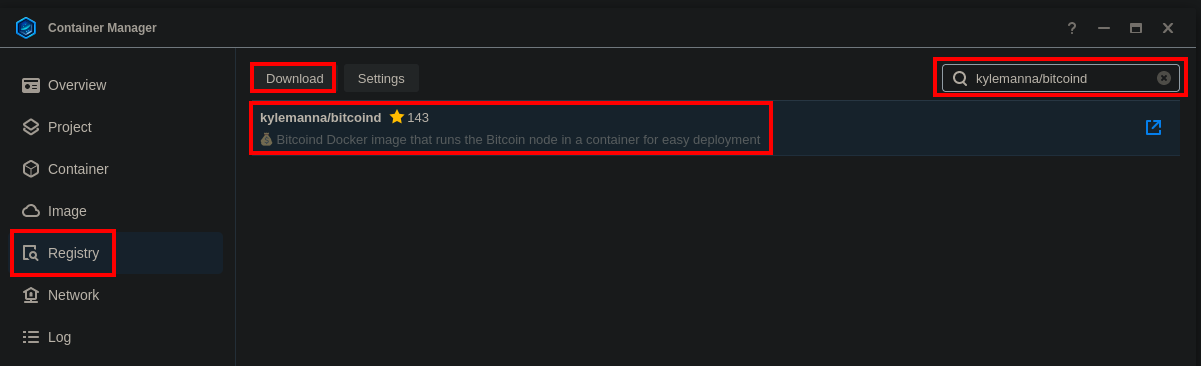 Container Manager
Overview
Project
Container
Image
Registry
Network
Log
Download
Settings
kylemanna/bitcoind
kylemanna/bitcoind 143
Bitcoind Docker image that runs the Bitcoin node in a container for easy deployment